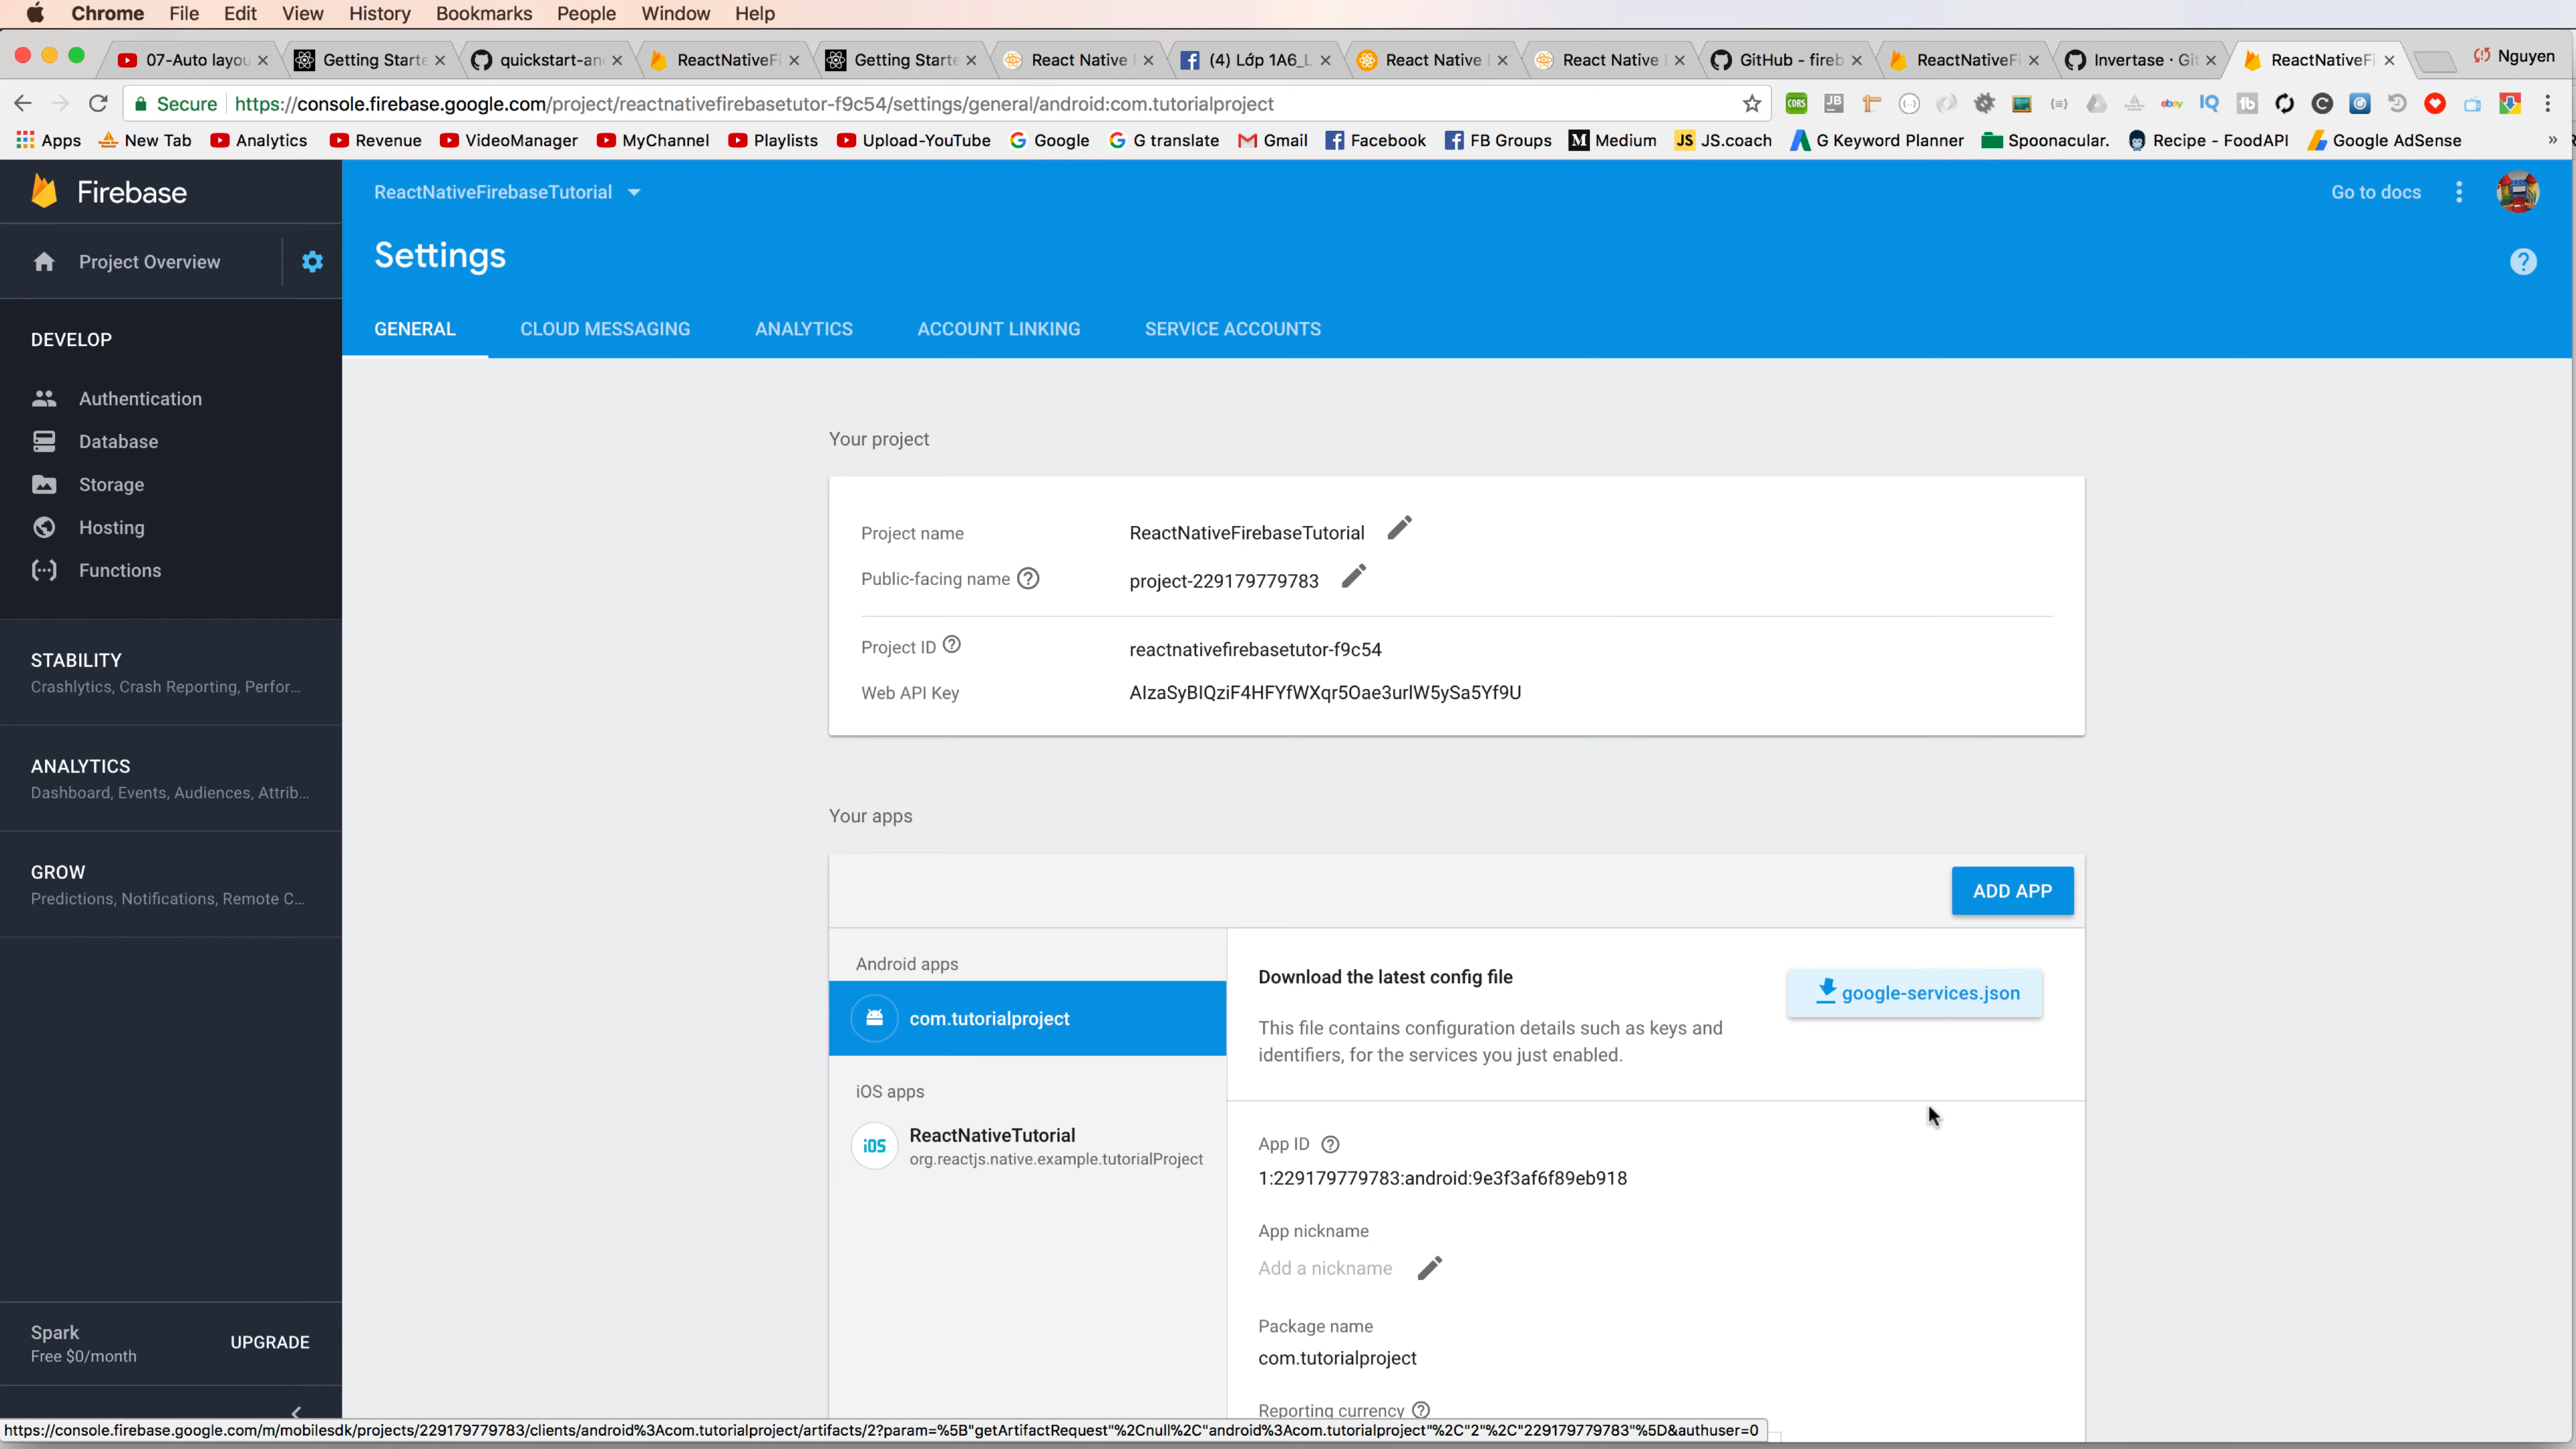 Chrome File Edit View History Bookmarks People Window Help
07-Auto layou Getting Starte quickstart-an ReactNativeFi Getting Starte React Native (4) Lớp 1A6_L React Native React Native GitHub - fireb ReactNativeFi Invertase · Git ReactNativeFi Nguyen
Secure https://console.firebase.google.com/project/reactnativefirebasetutor-f9c54/settings/general/android:com.tutorialproject
Apps New Tab Analytics Revenue VideoManager MyChannel Playlists Upload-YouTube Google G translate Gmail Facebook FB Groups Medium JS.coach G Keyword Planner Spoonacular. Recipe - FoodAPI Google AdSense »
Firebase
ReactNativeFirebaseTutorial
Go to docs
Project Overview
Settings
GENERAL CLOUD MESSAGING ANALYTICS ACCOUNT LINKING SERVICE ACCOUNTS
DEVELOP
Authentication
Database
Storage
Hosting
Functions
STABILITY
Crashlytics, Crash Reporting, Perfor...
ANALYTICS
Dashboard, Events, Audiences, Attrib...
GROW
Predictions, Notifications, Remote C...
Spark
Free $0/month
UPGRADE
Your project
Project name ReactNativeFirebaseTutorial
Public-facing name project-229179779783
Project ID reactnativefirebasetutor-f9c54
Web API Key AIzaSyBIQziF4HFYfWXqr5Oae3urlW5ySa5Yf9U
Your apps
ADD APP
Android apps
com.tutorialproject
iOS apps
iOS
ReactNativeTutorial
org.reactjs.native.example.tutorialProject
Download the latest config file
google-services.json
This file contains configuration details such as keys and
identifiers, for the services you just enabled.
App ID
1:229179779783:android:9e3f3af6f89eb918
App nickname
Add a nickname
Package name
com.tutorialproject
Reporting currency
https://console.firebase.google.com/m/mobilesdk/projects/229179779783/clients/android%3Acom.tutorialproject/artifacts/2?param=%5B"getArtifactRequest"%2Cnull%2C"android%3Acom.tutorialproject"%2C"2"%2C"229179779783"%5D&authuser=0